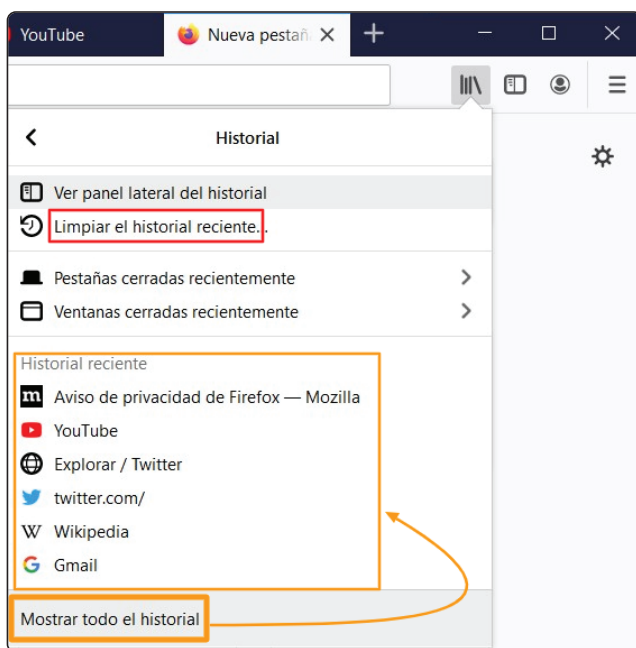 YouTube
Nueva pestañ
Historial
Ver panel lateral del historial
Limpiar el historial reciente...
Pestañas cerradas recientemente
Ventanas cerradas recientemente
Historial reciente
m Aviso de privacidad de Firefox — Mozilla
YouTube
Explorar / Twitter
twitter.com/
W Wikipedia
G Gmail
Mostrar todo el historial